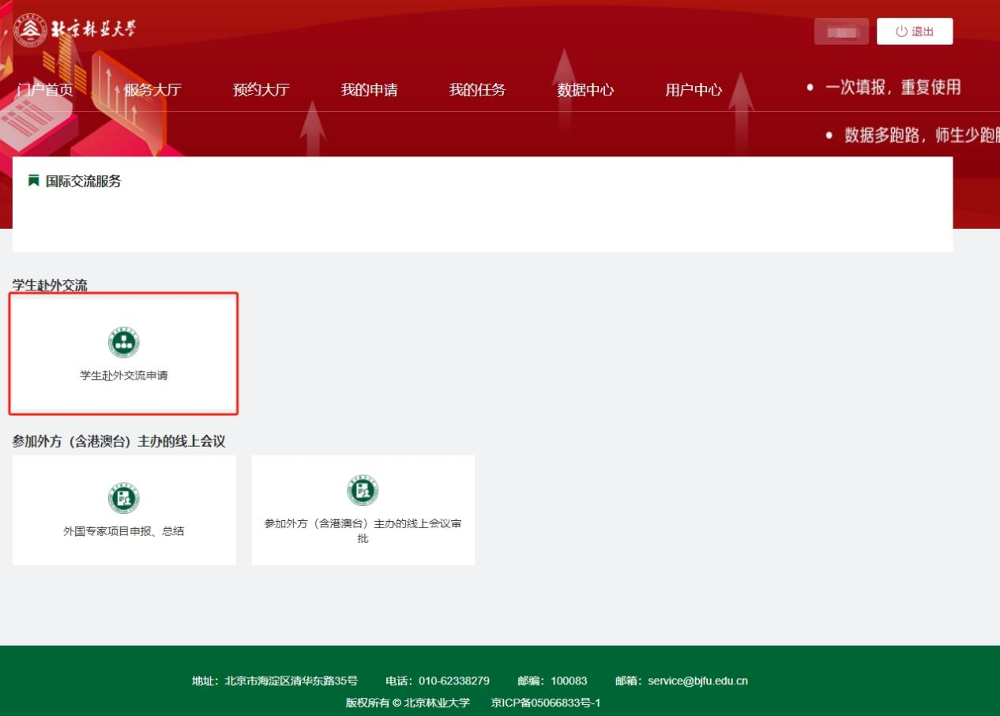 北京林业大学
退出
门户首页 服务大厅 预约大厅 我的申请 我的任务 数据中心 用户中心
• 一次填报，重复使用
• 数据多跑路，师生少跑
国际交流服务
学生赴外交流
学生赴外交流申请
参加外方（含港澳台）主办的线上会议
外国专家项目申报、总结
参加外方（含港澳台）主办的线上会议审
批
地址：北京市海淀区清华东路35号 电话：010-62338279 邮编：100083 邮箱：service@bjfu.edu.cn
版权所有 © 北京林业大学 京ICP备05066833号-1